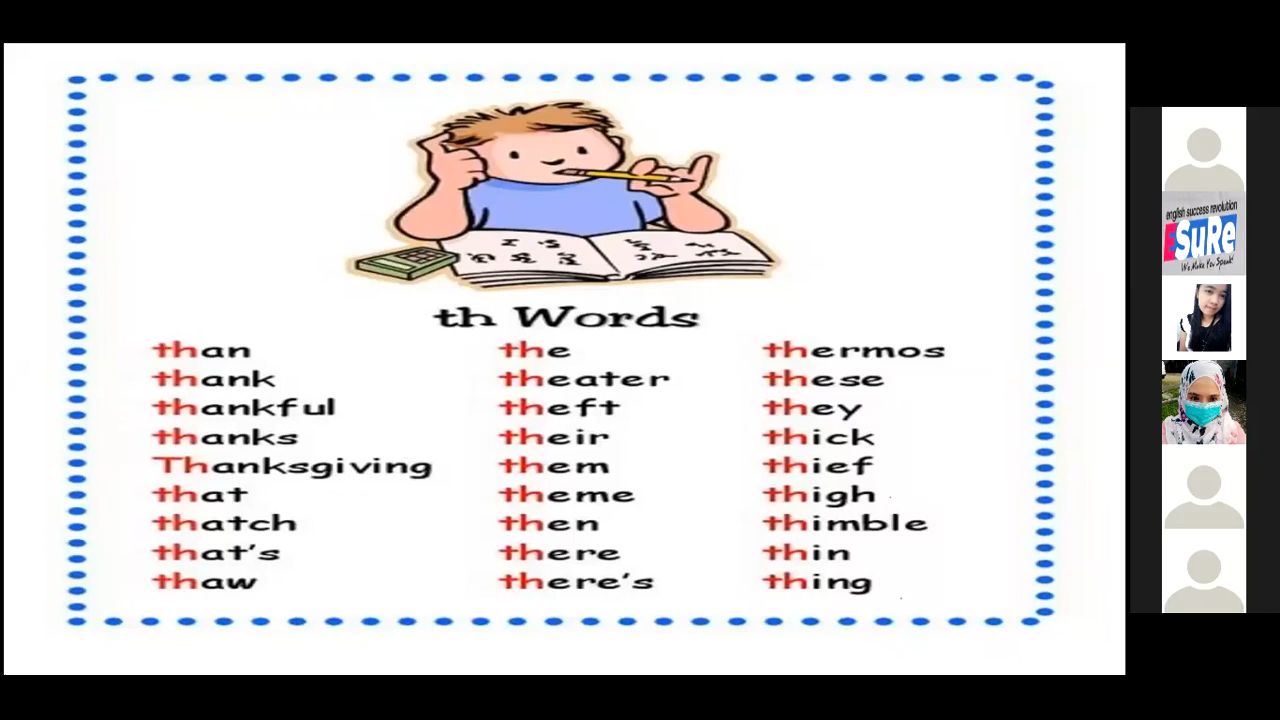 th Words
than the thermos
thank theater these
thankful theft they
thanks their thick
Thanksgiving them thief
that theme thigh
thatch then thimble
that's there thin
thaw there's thing
english success revolution
eSuRe
We Make You Speak!